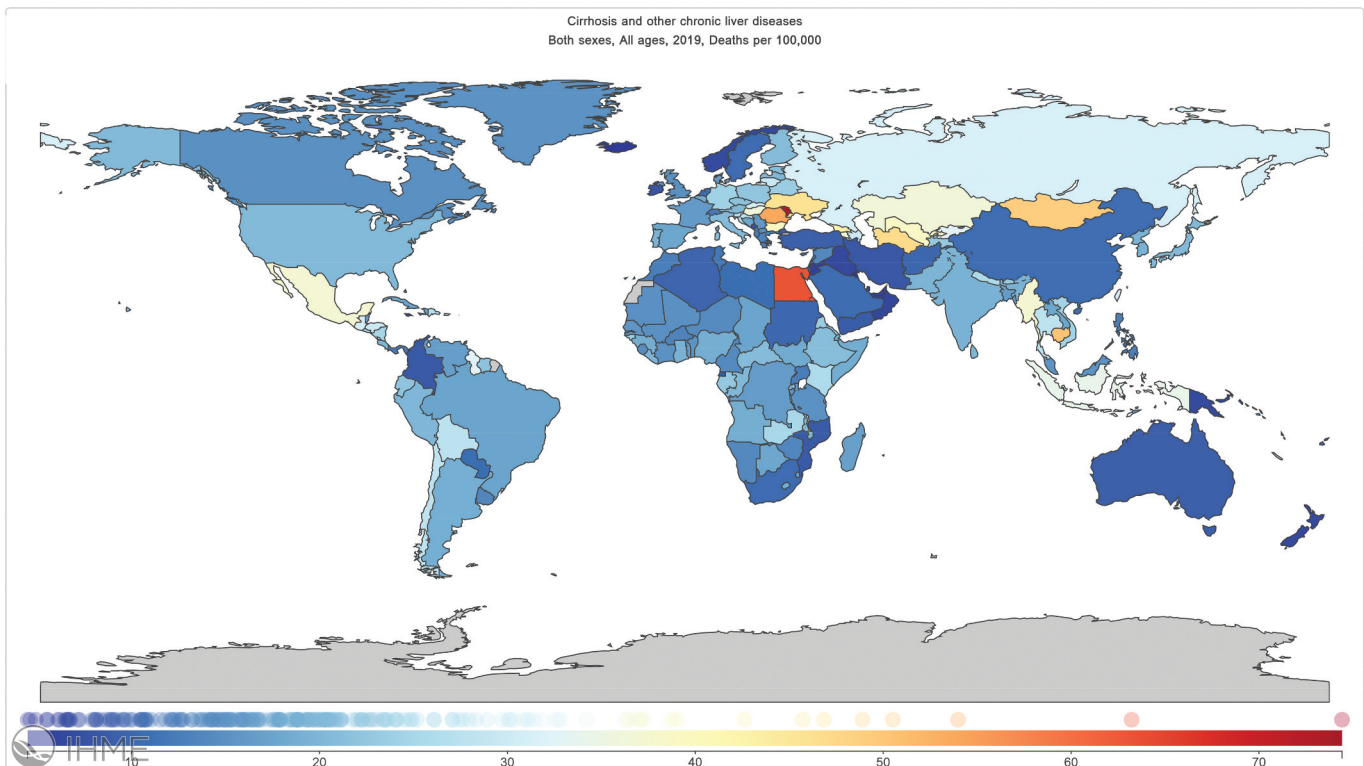 Cirrhosis and other chronic liver diseases
Both sexes, All ages, 2019, Deaths per 100,000
IHME
10 20 30 40 50 60 70